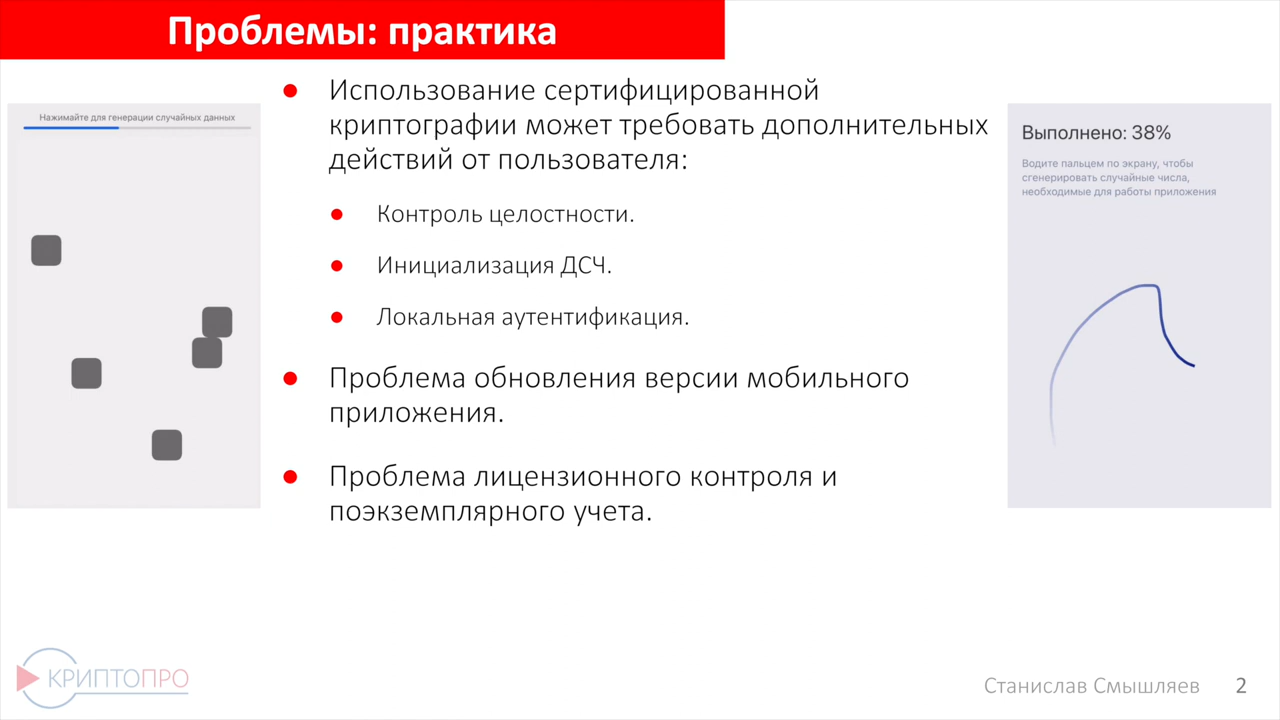 Проблемы: практика
Нажимайте для генерации случайных данных
● Использование сертифицированной
криптографии может требовать дополнительных
действий от пользователя:
● Контроль целостности.
● Инициализация ДСЧ.
● Локальная аутентификация.
● Проблема обновления версии мобильного
приложения.
● Проблема лицензионного контроля и
поэкземплярного учета.
Выполнено: 38%
Водите пальцем по экрану, чтобы
сгенерировать случайные числа,
необходимые для работы приложения
КРИПТОПРО
Станислав Смышляев 2